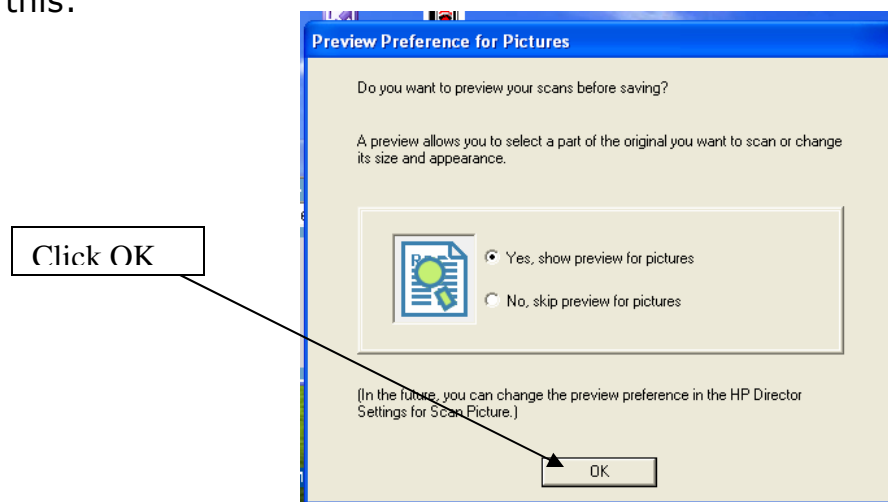 this:
Preview Preference for Pictures
Do you want to preview your scans before saving?
A preview allows you to select a part of the original you want to scan or change
its size and appearance.
Click OK
Yes, show preview for pictures
No, skip preview for pictures
(In the future, you can change the preview preference in the HP Director
Settings for Scan Picture.)
OK